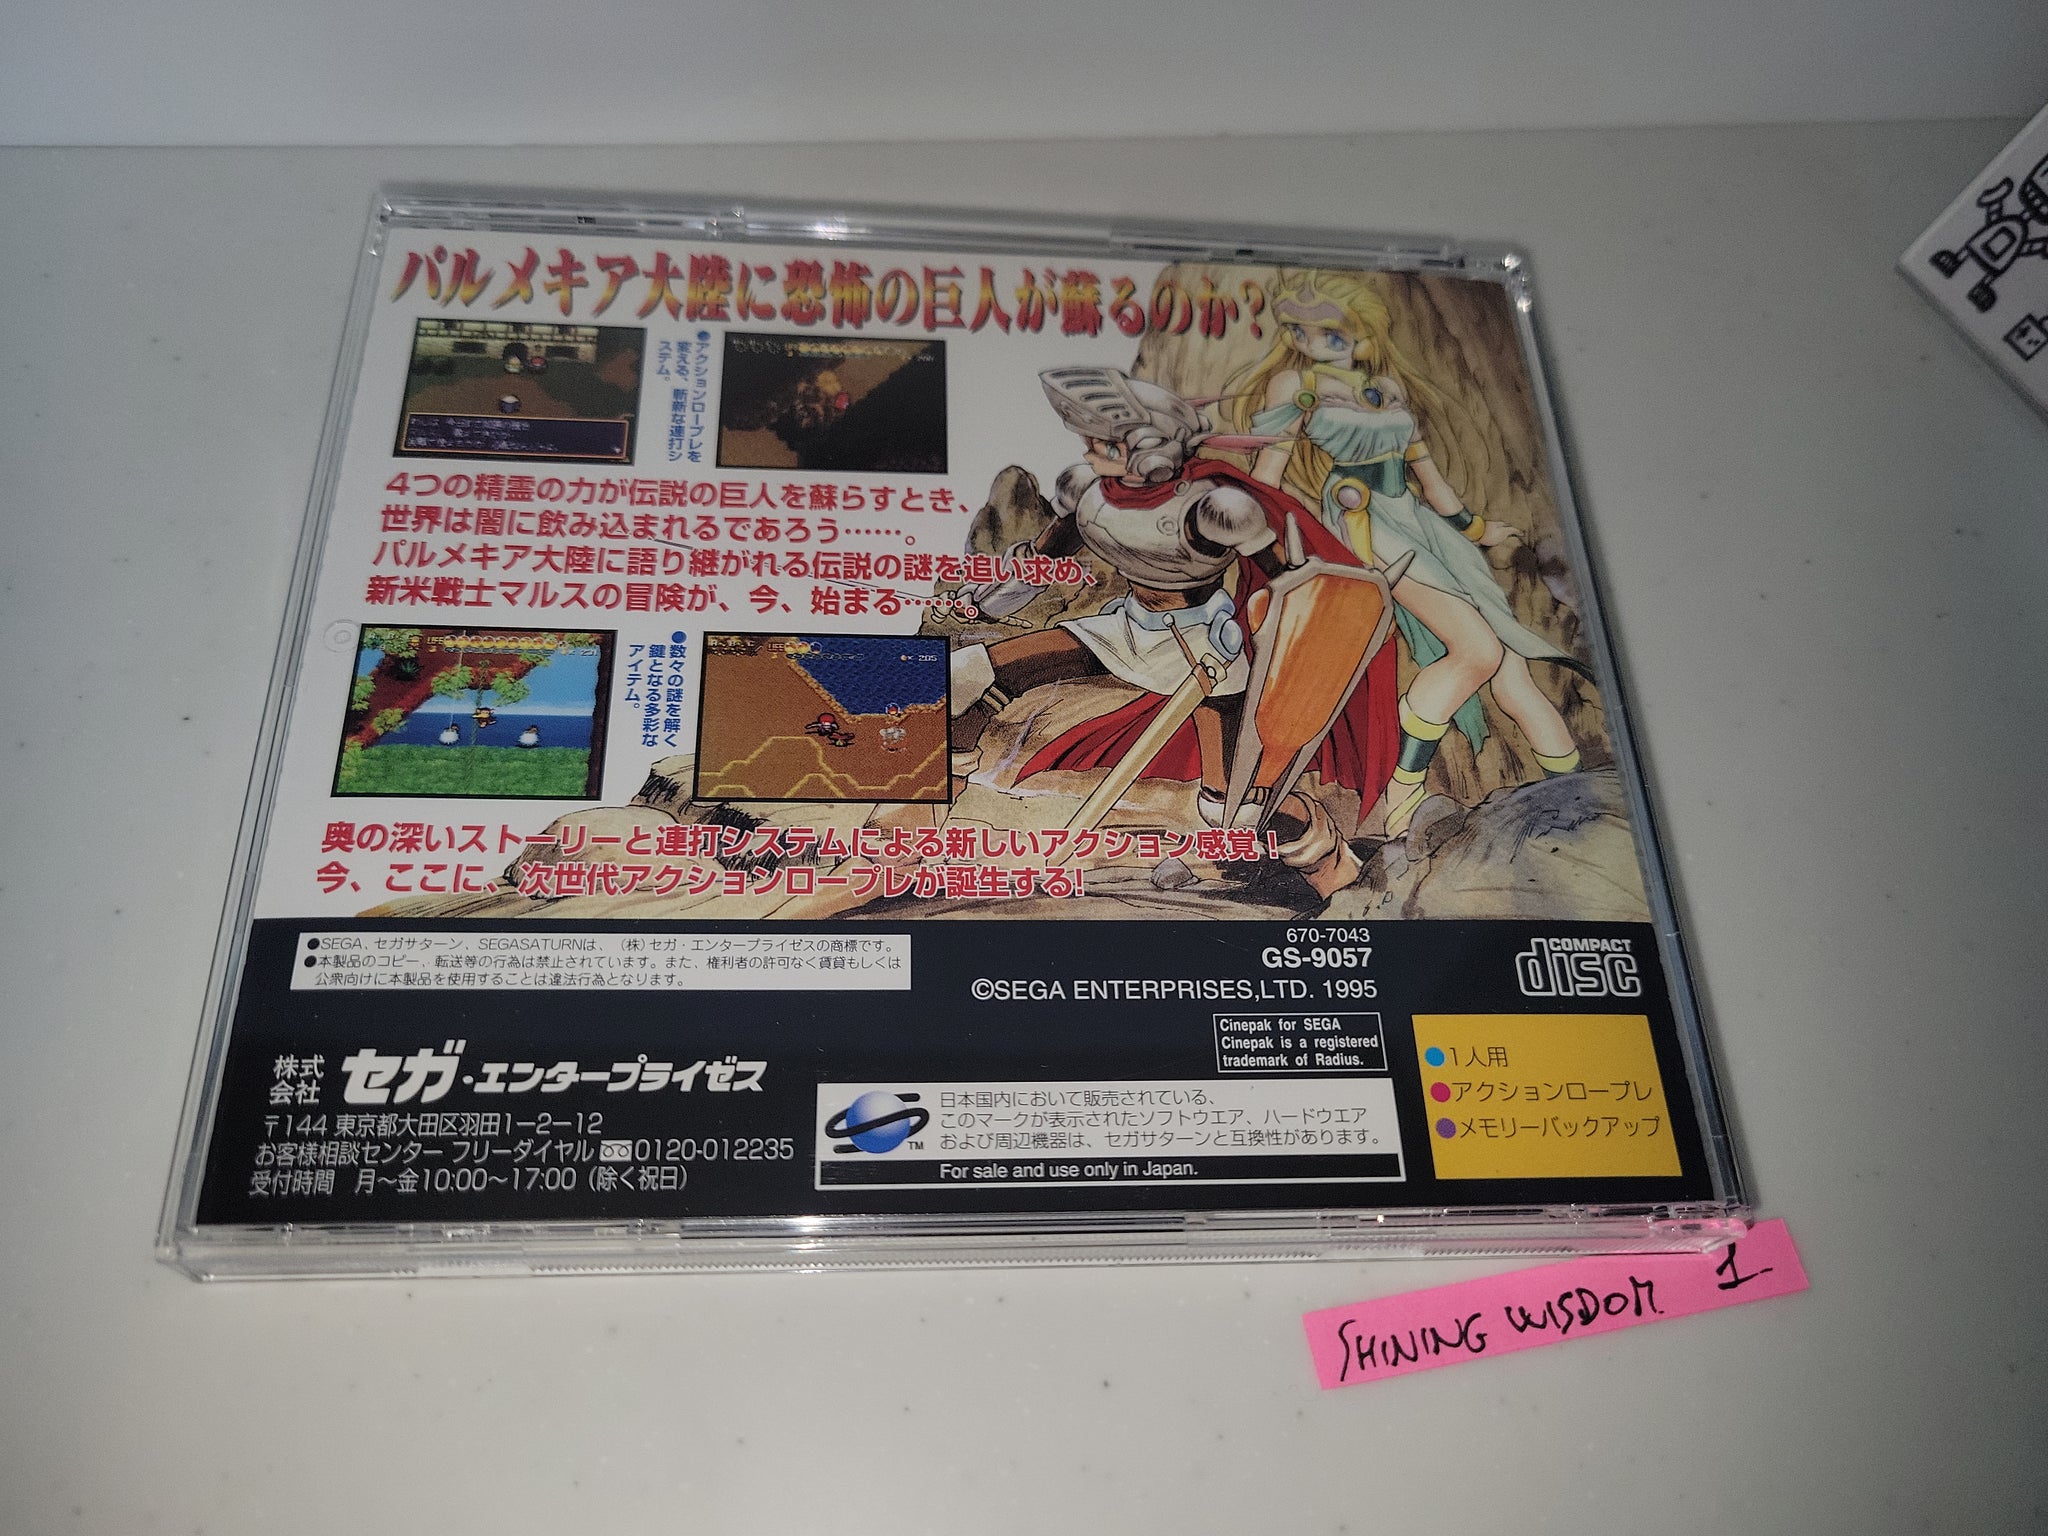 パルメキア大陸に恐怖の巨人が蘇るのか?
●アクションロープレを
変える、斬新な連打シ
ステム。
4つの精霊の力が伝説の巨人を蘇らすとき、
世界は闇に飲み込まれるであろう……。
パルメキア大陸に語り継がれる伝説の謎を追い求め、
新米戦士マルスの冒険が、今、始まる……。
●数々の謎を解く
鍵となる多彩な
アイテム。
LIFE
LIFE
205
奥の深いストーリーと連打システムによる新しいアクション感覚!
今、ここに、次世代アクションロープレが誕生する!
●SEGA、セガサターン、SEGASATURNは、(株)セガ・エンタープライゼスの商標です。
●本製品のコピー、転送等の行為は禁止されています。また、権利者の許可なく賃貸もしくは
公衆向けに本製品を使用することは違法行為となります。
670-7043
GS-9057
©SEGA ENTERPRISES,LTD. 1995
COMPACT
disc
Cinepak for SEGA
Cinepak is a registered
trademark of Radius.
●1人用
●アクションロープレ
●メモリーバックアップ
株式
会社 セガ・エンタープライゼス
〒144 東京都大田区羽田1-2-12
お客様相談センター フリーダイヤル 0120-012235
受付時間 月~金10:00~17:00(除く祝日)
日本国内において販売されている、
このマークが表示されたソフトウエア、ハードウエア
および周辺機器は、セガサターンと互換性があります。
TM
For sale and use only in Japan.
SHINING WISDOM 1